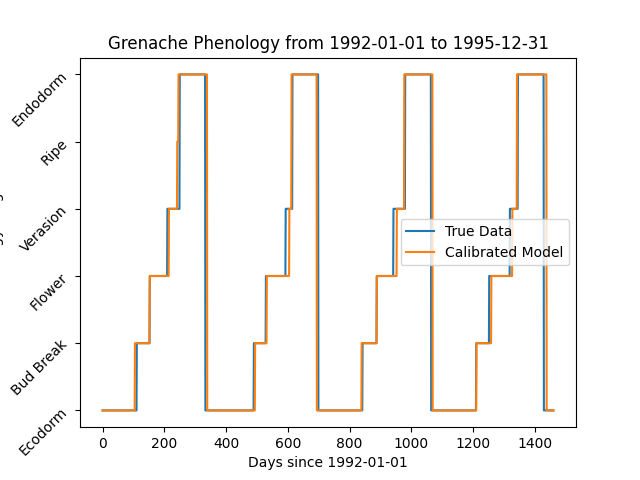 Grenache Phenology from 1992-01-01 to 1995-12-31
Endodorm
Ripe
Verasion
Flower
Bud Break
Ecodorm
True Data
Calibrated Model
0 200 400 600 800 1000 1200 1400
Days since 1992-01-01